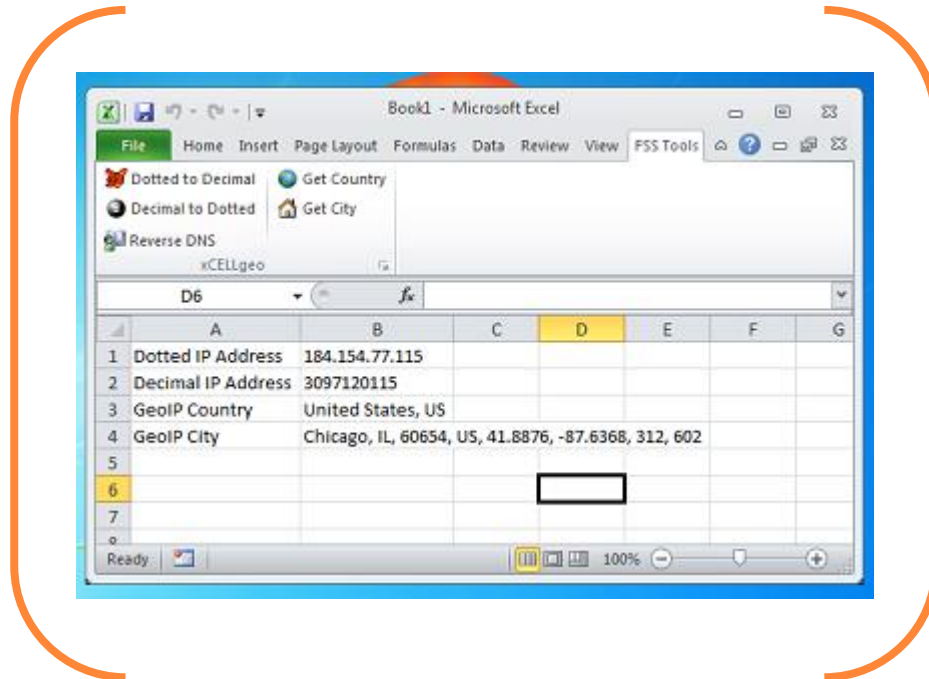 Book1 - Microsoft Excel
File Home Insert Page Layout Formulas Data Review View FSS Tools
Dotted to Decimal Get Country
Decimal to Dotted Get City
Reverse DNS
xCELLgeo
D6 fx
A B C D E F G
1 Dotted IP Address 184.154.77.115
2 Decimal IP Address 3097120115
3 GeoIP Country United States, US
4 GeoIP City Chicago, IL, 60654, US, 41.8876, -87.6368, 312, 602
5
6
7
8
Ready 100%